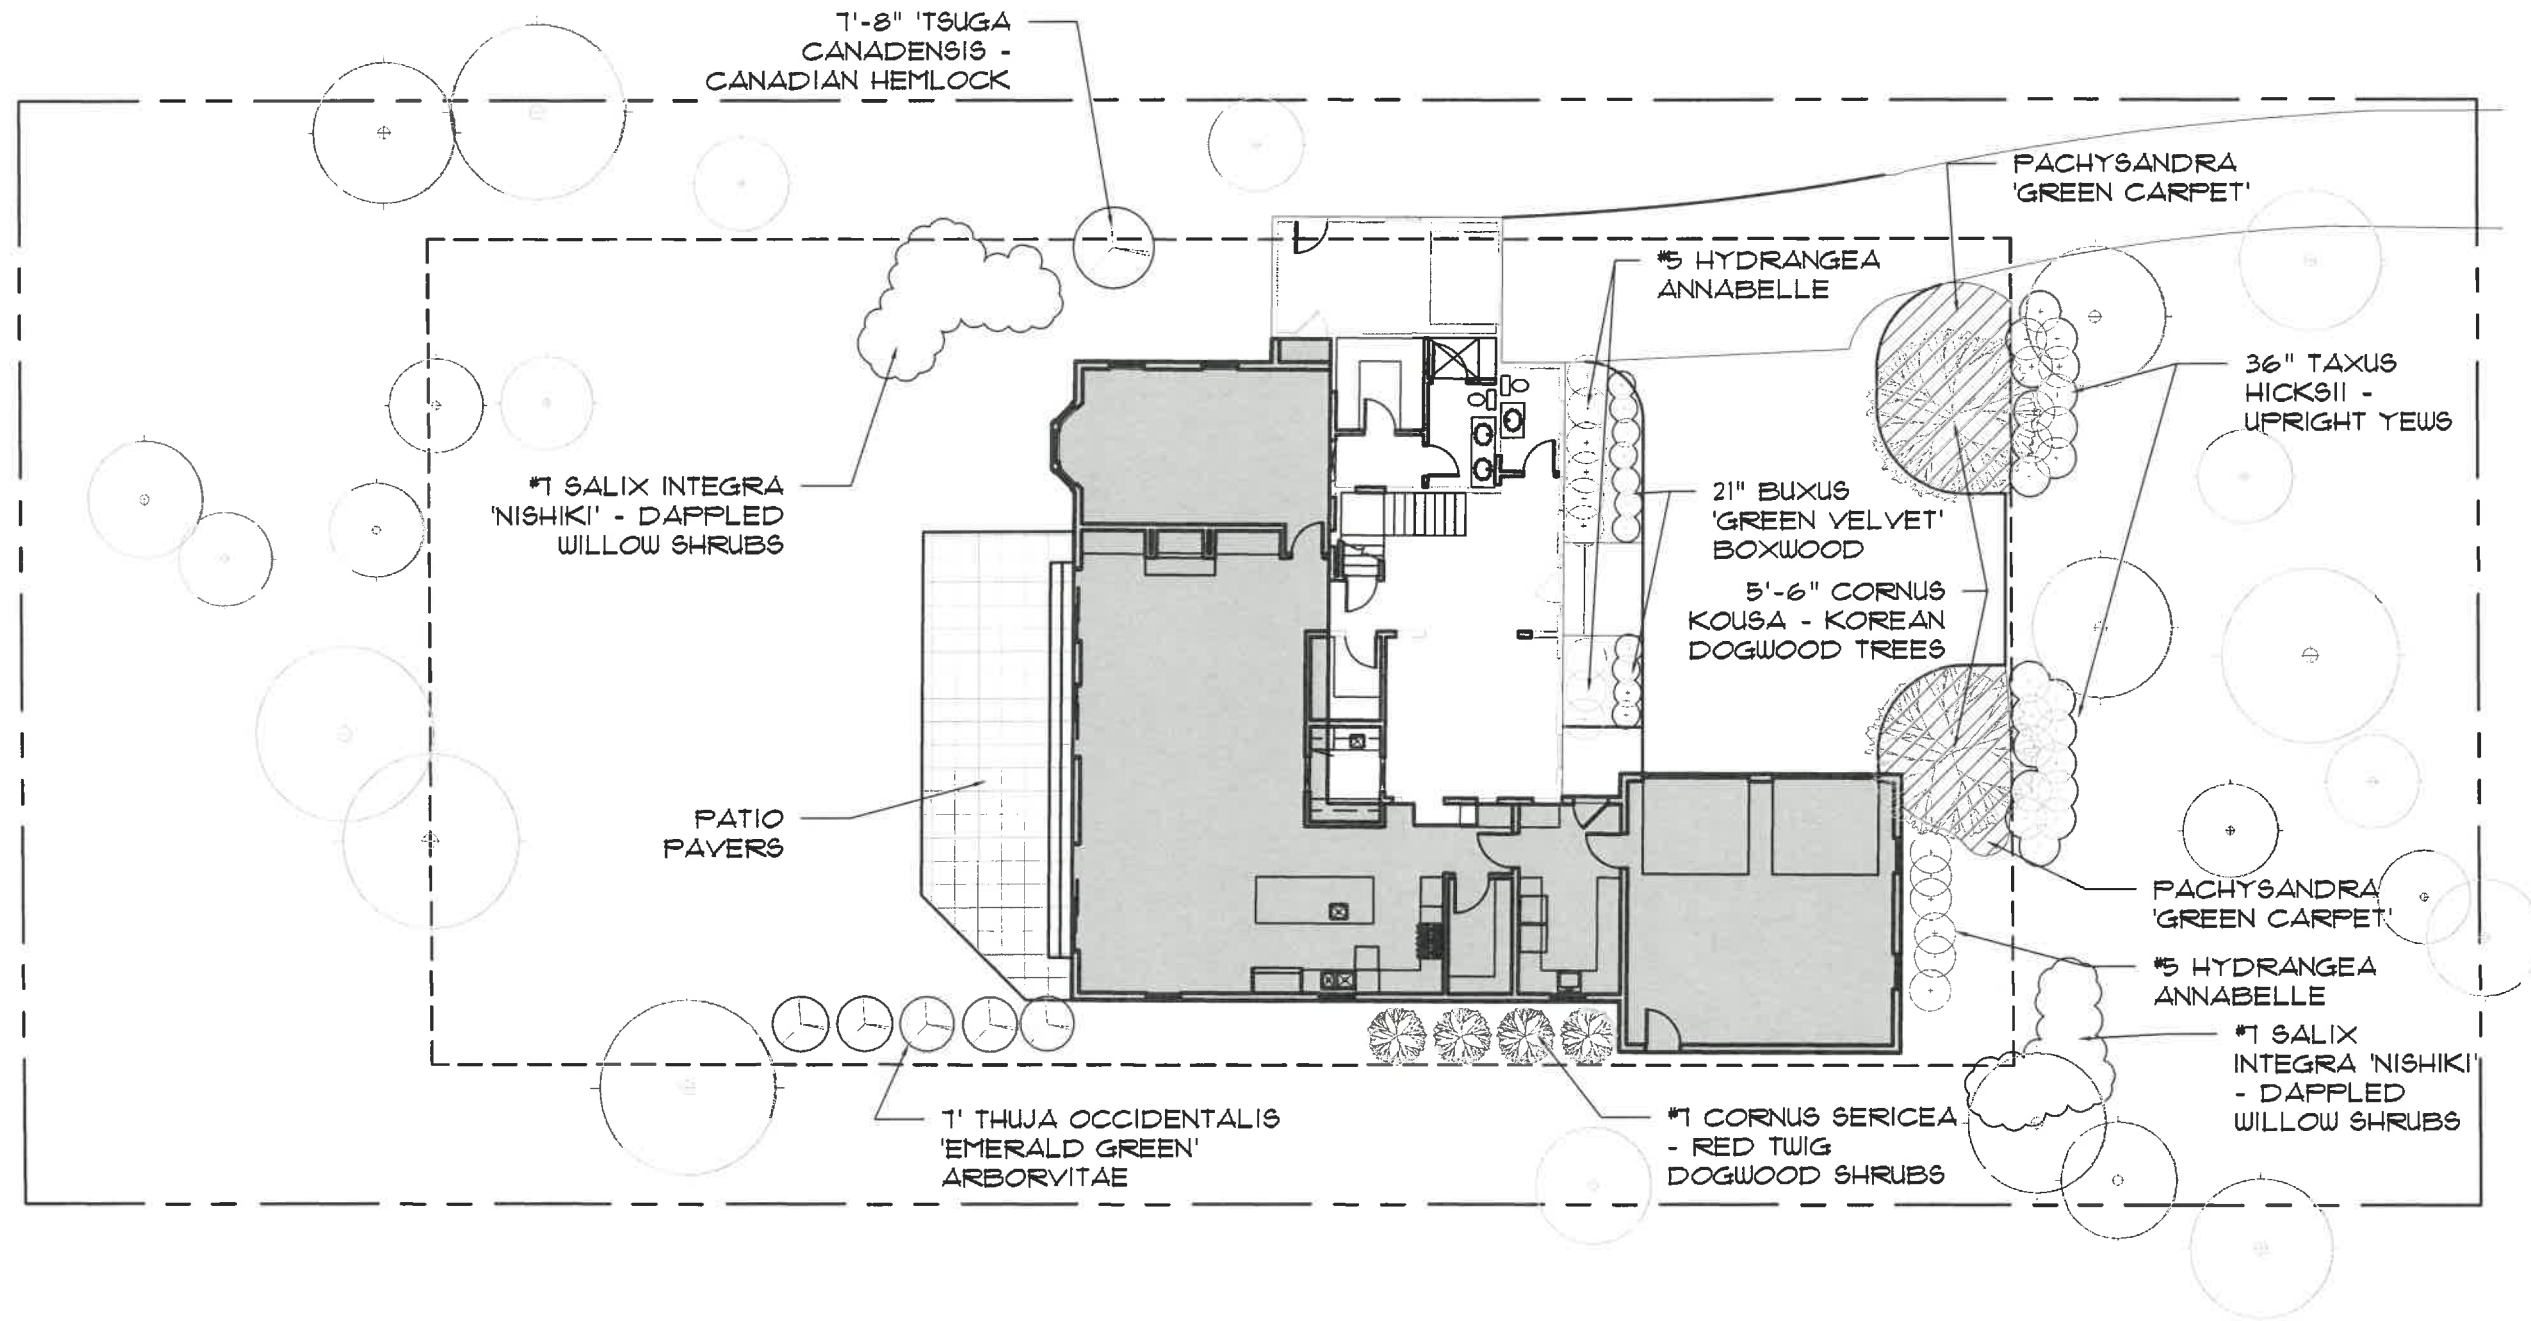 7'-8" 'TSUGA
CANADENSIS -
CANADIAN HEMLOCK
PACHYSANDRA
'GREEN CARPET'
#5 HYDRANGEA
ANNABELLE
36" TAXUS
HICKSII -
UPRIGHT YEWS
#7 SALIX INTEGRA
'NISHIKI' - DAPPLED
WILLOW SHRUBS
21" BUXUS
'GREEN VELVET'
BOXWOOD
5'-6" CORNUS
KOUSA - KOREAN
DOGWOOD TREES
PATIO
PAVERS
PACHYSANDRA
'GREEN CARPET'
#5 HYDRANGEA
ANNABELLE
#7 SALIX
INTEGRA 'NISHIKI'
- DAPPLED
WILLOW SHRUBS
7' THUJA OCCIDENTALIS
'EMERALD GREEN'
ARBORVITAE
#7 CORNUS SERICEA
- RED TWIG
DOGWOOD SHRUBS